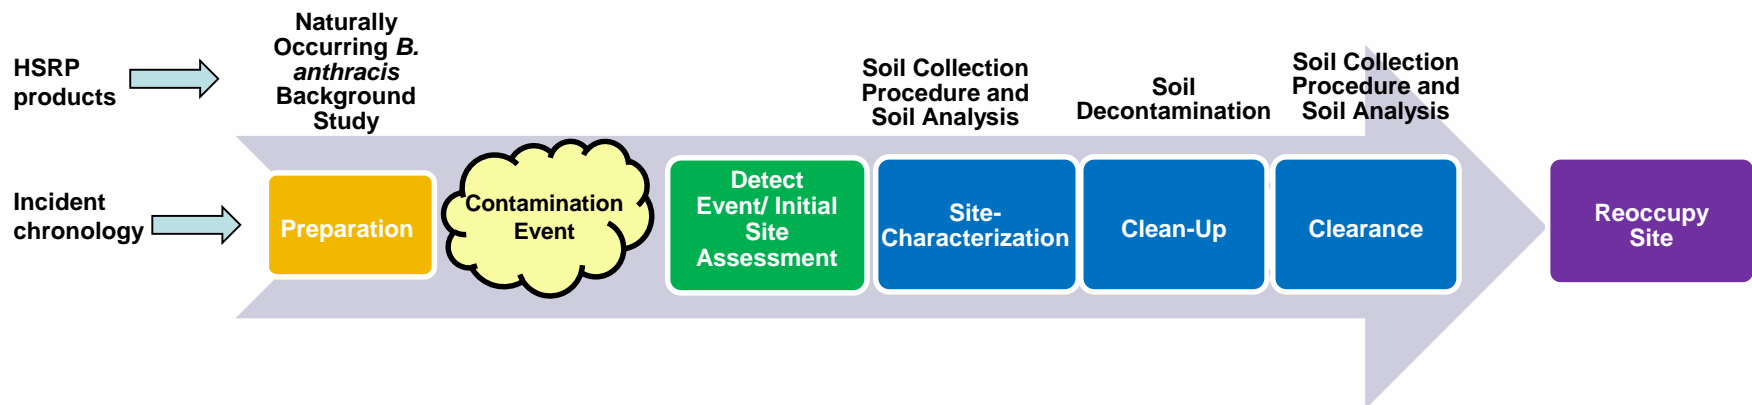 HSRP
products
Naturally
Occurring B.
anthracis
Background
Study
Soil Collection
Procedure and
Soil Analysis
Soil
Decontamination
Soil Collection
Procedure and
Soil Analysis
Incident
chronology
Preparation
Contamination
Event
Detect
Event/ Initial
Site
Assessment
Site-
Characterization
Clean-Up
Clearance
Reoccupy
Site